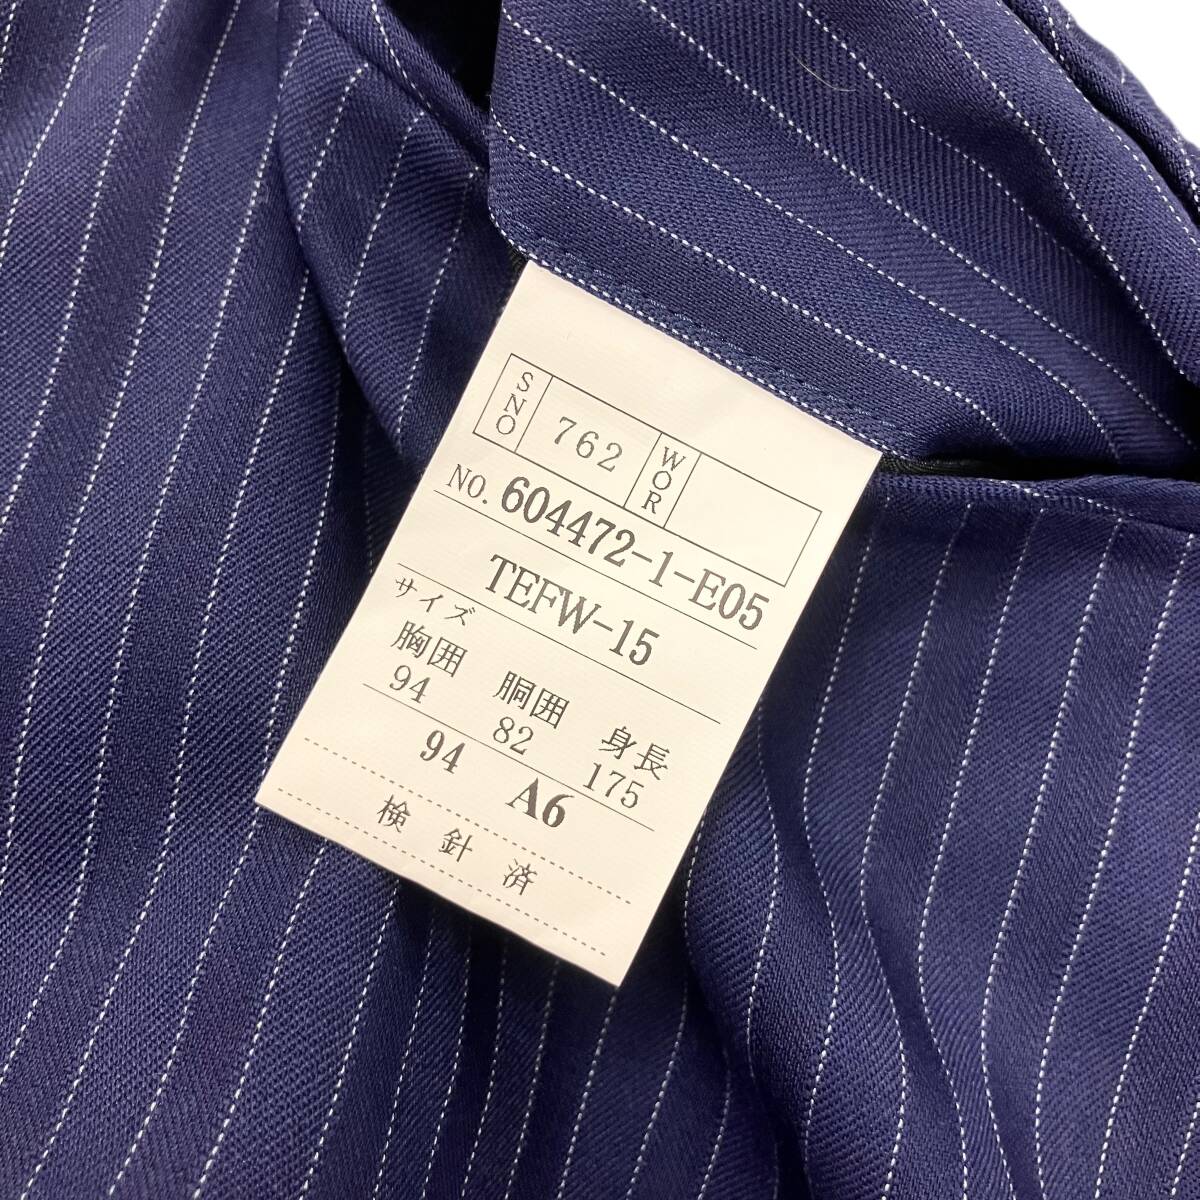 SNO 762 WOR
NO. 604472-1-E05
TEFW-15
サイズ
胸囲 胴囲 身長
94 82 175
94 A6
検針済